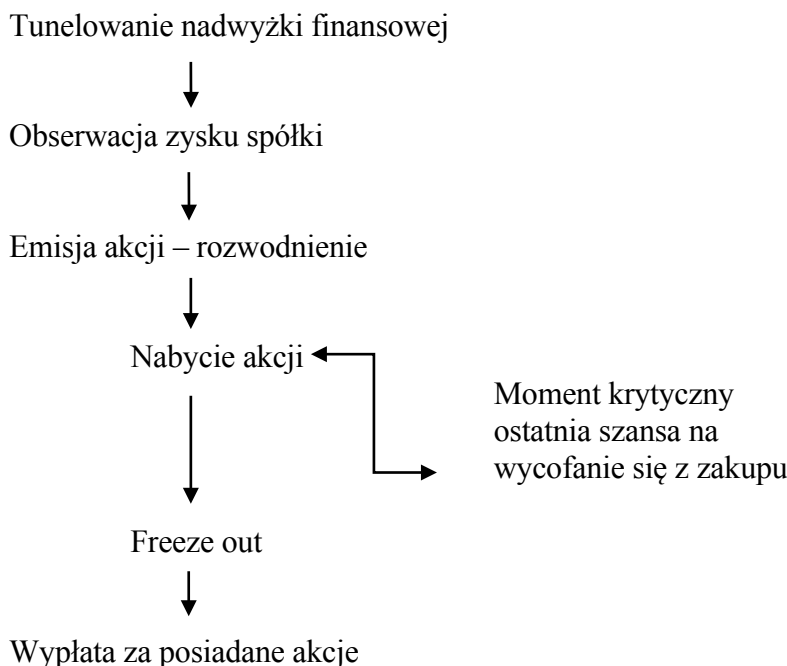 Tunelowanie nadwyżki finansowej
Obserwacja zysku spółki
Emisja akcji – rozwodnienie
Nabycie akcji
Moment krytyczny
ostatnia szansa na
wycofanie się z zakupu
Freeze out
Wypłata za posiadane akcje